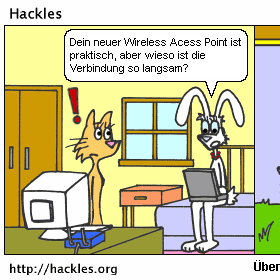 Hackles
Dein neuer Wireless Acess Point ist
praktisch, aber wieso ist die
Verbindung so langsam?
!
http://hackles.org
Über